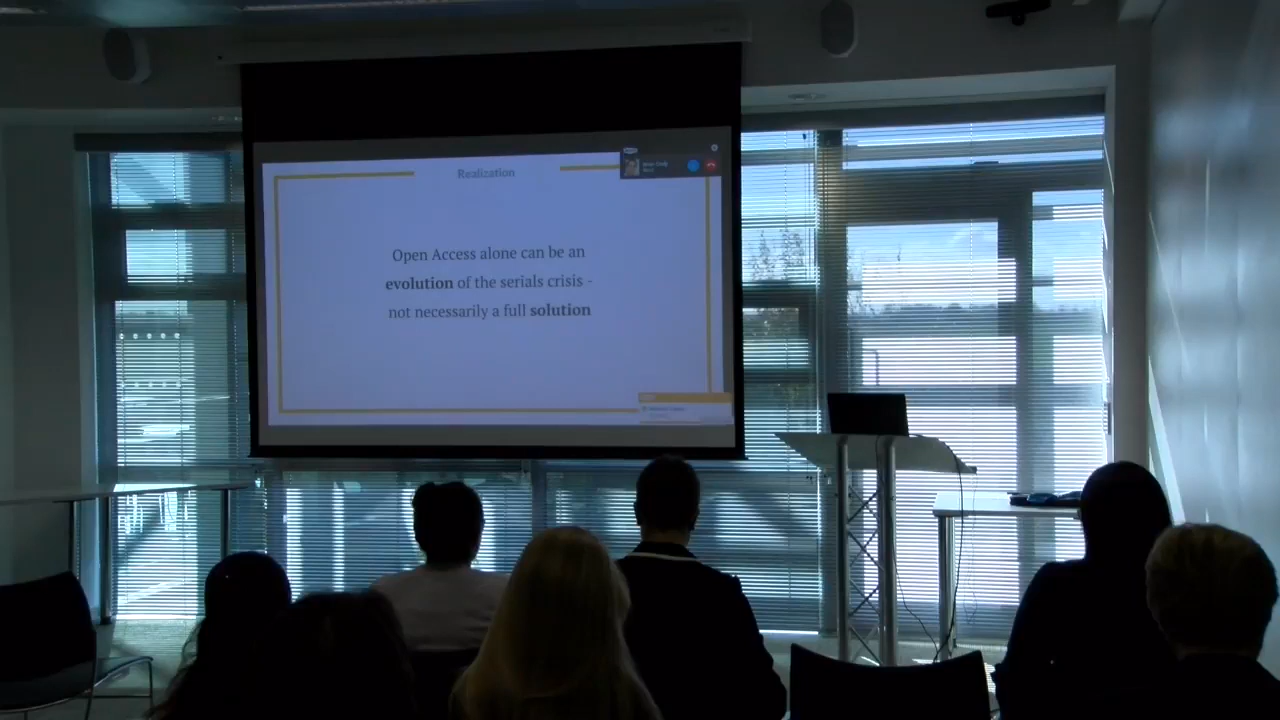 Realization
Open Access alone can be an
evolution of the serials crisis -
not necessarily a full solution